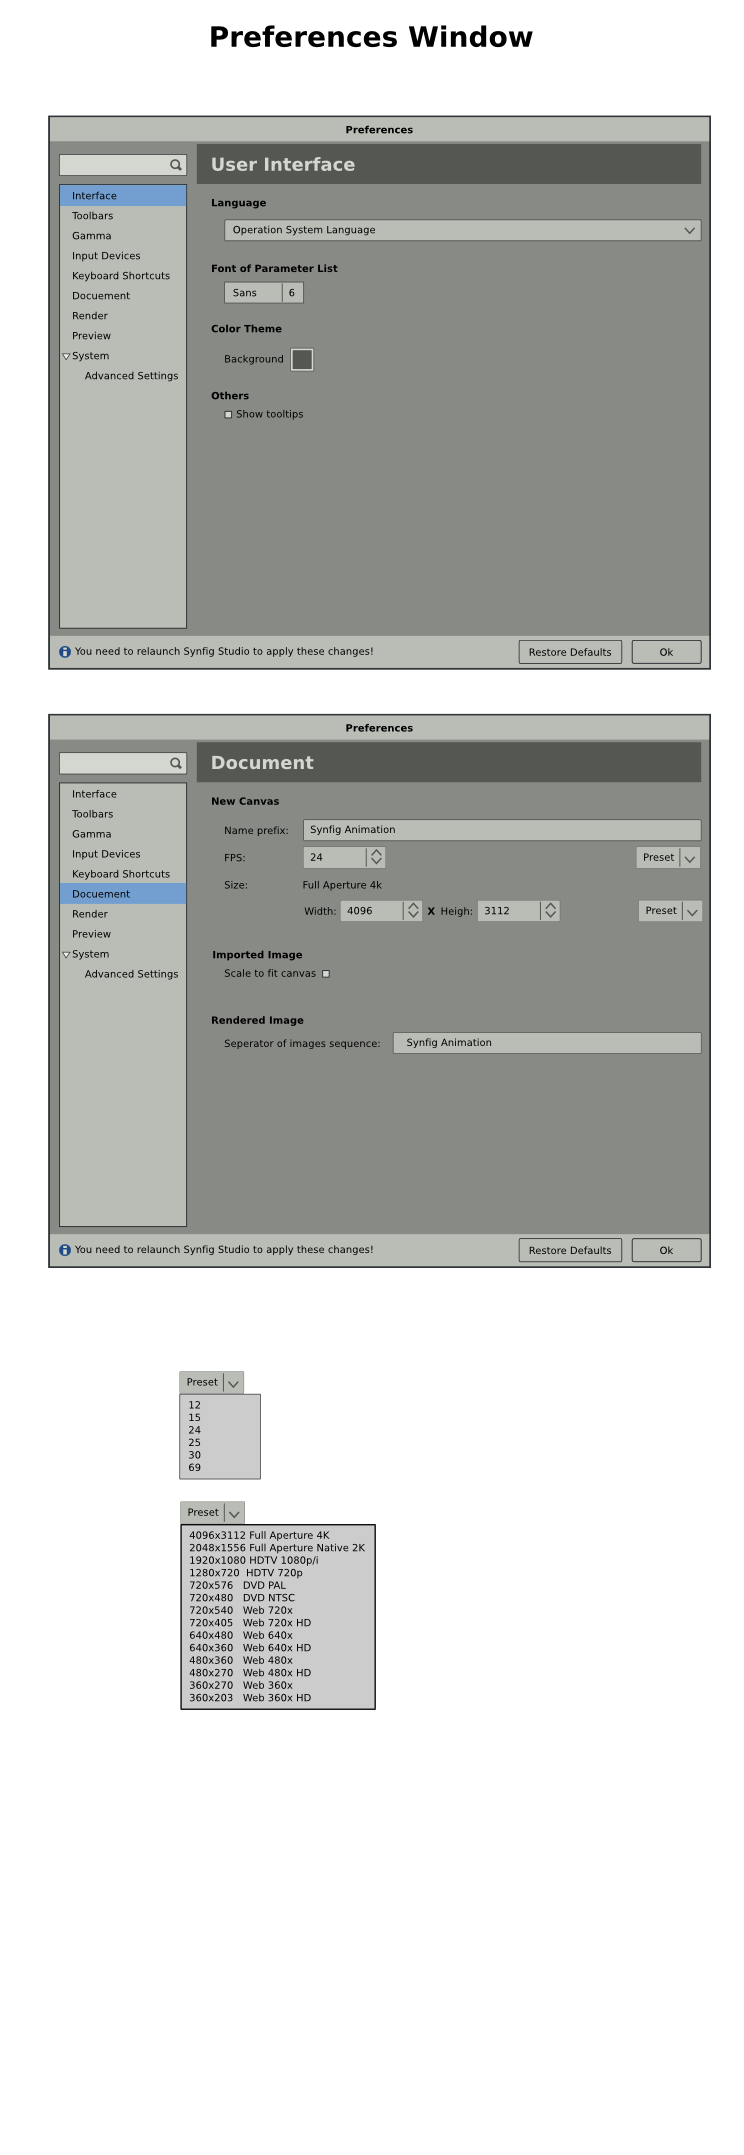 Preferences Window
Preferences
User Interface
Interface
Toolbars
Gamma
Input Devices
Keyboard Shortcuts
Docuement
Render
Preview
System
Advanced Settings
Language
Operation System Language
Font of Parameter List
Sans 6
Color Theme
Background
Others
Show tooltips
You need to relaunch Synfig Studio to apply these changes!
Restore Defaults
Ok
Preferences
Document
Interface
Toolbars
Gamma
Input Devices
Keyboard Shortcuts
Docuement
Render
Preview
System
Advanced Settings
New Canvas
Name prefix: Synfig Animation
FPS: 24 Preset
Size: Full Aperture 4k
Width: 4096 X Heigh: 3112 Preset
Imported Image
Scale to fit canvas
Rendered Image
Seperator of images sequence: Synfig Animation
You need to relaunch Synfig Studio to apply these changes!
Restore Defaults
Ok
Preset
12
15
24
25
30
69
Preset
4096x3112 Full Aperture 4K
2048x1556 Full Aperture Native 2K
1920x1080 HDTV 1080p/i
1280x720 HDTV 720p
720x576 DVD PAL
720x480 DVD NTSC
720x540 Web 720x
720x405 Web 720x HD
640x480 Web 640x
640x360 Web 640x HD
480x360 Web 480x
480x270 Web 480x HD
360x270 Web 360x
360x203 Web 360x HD